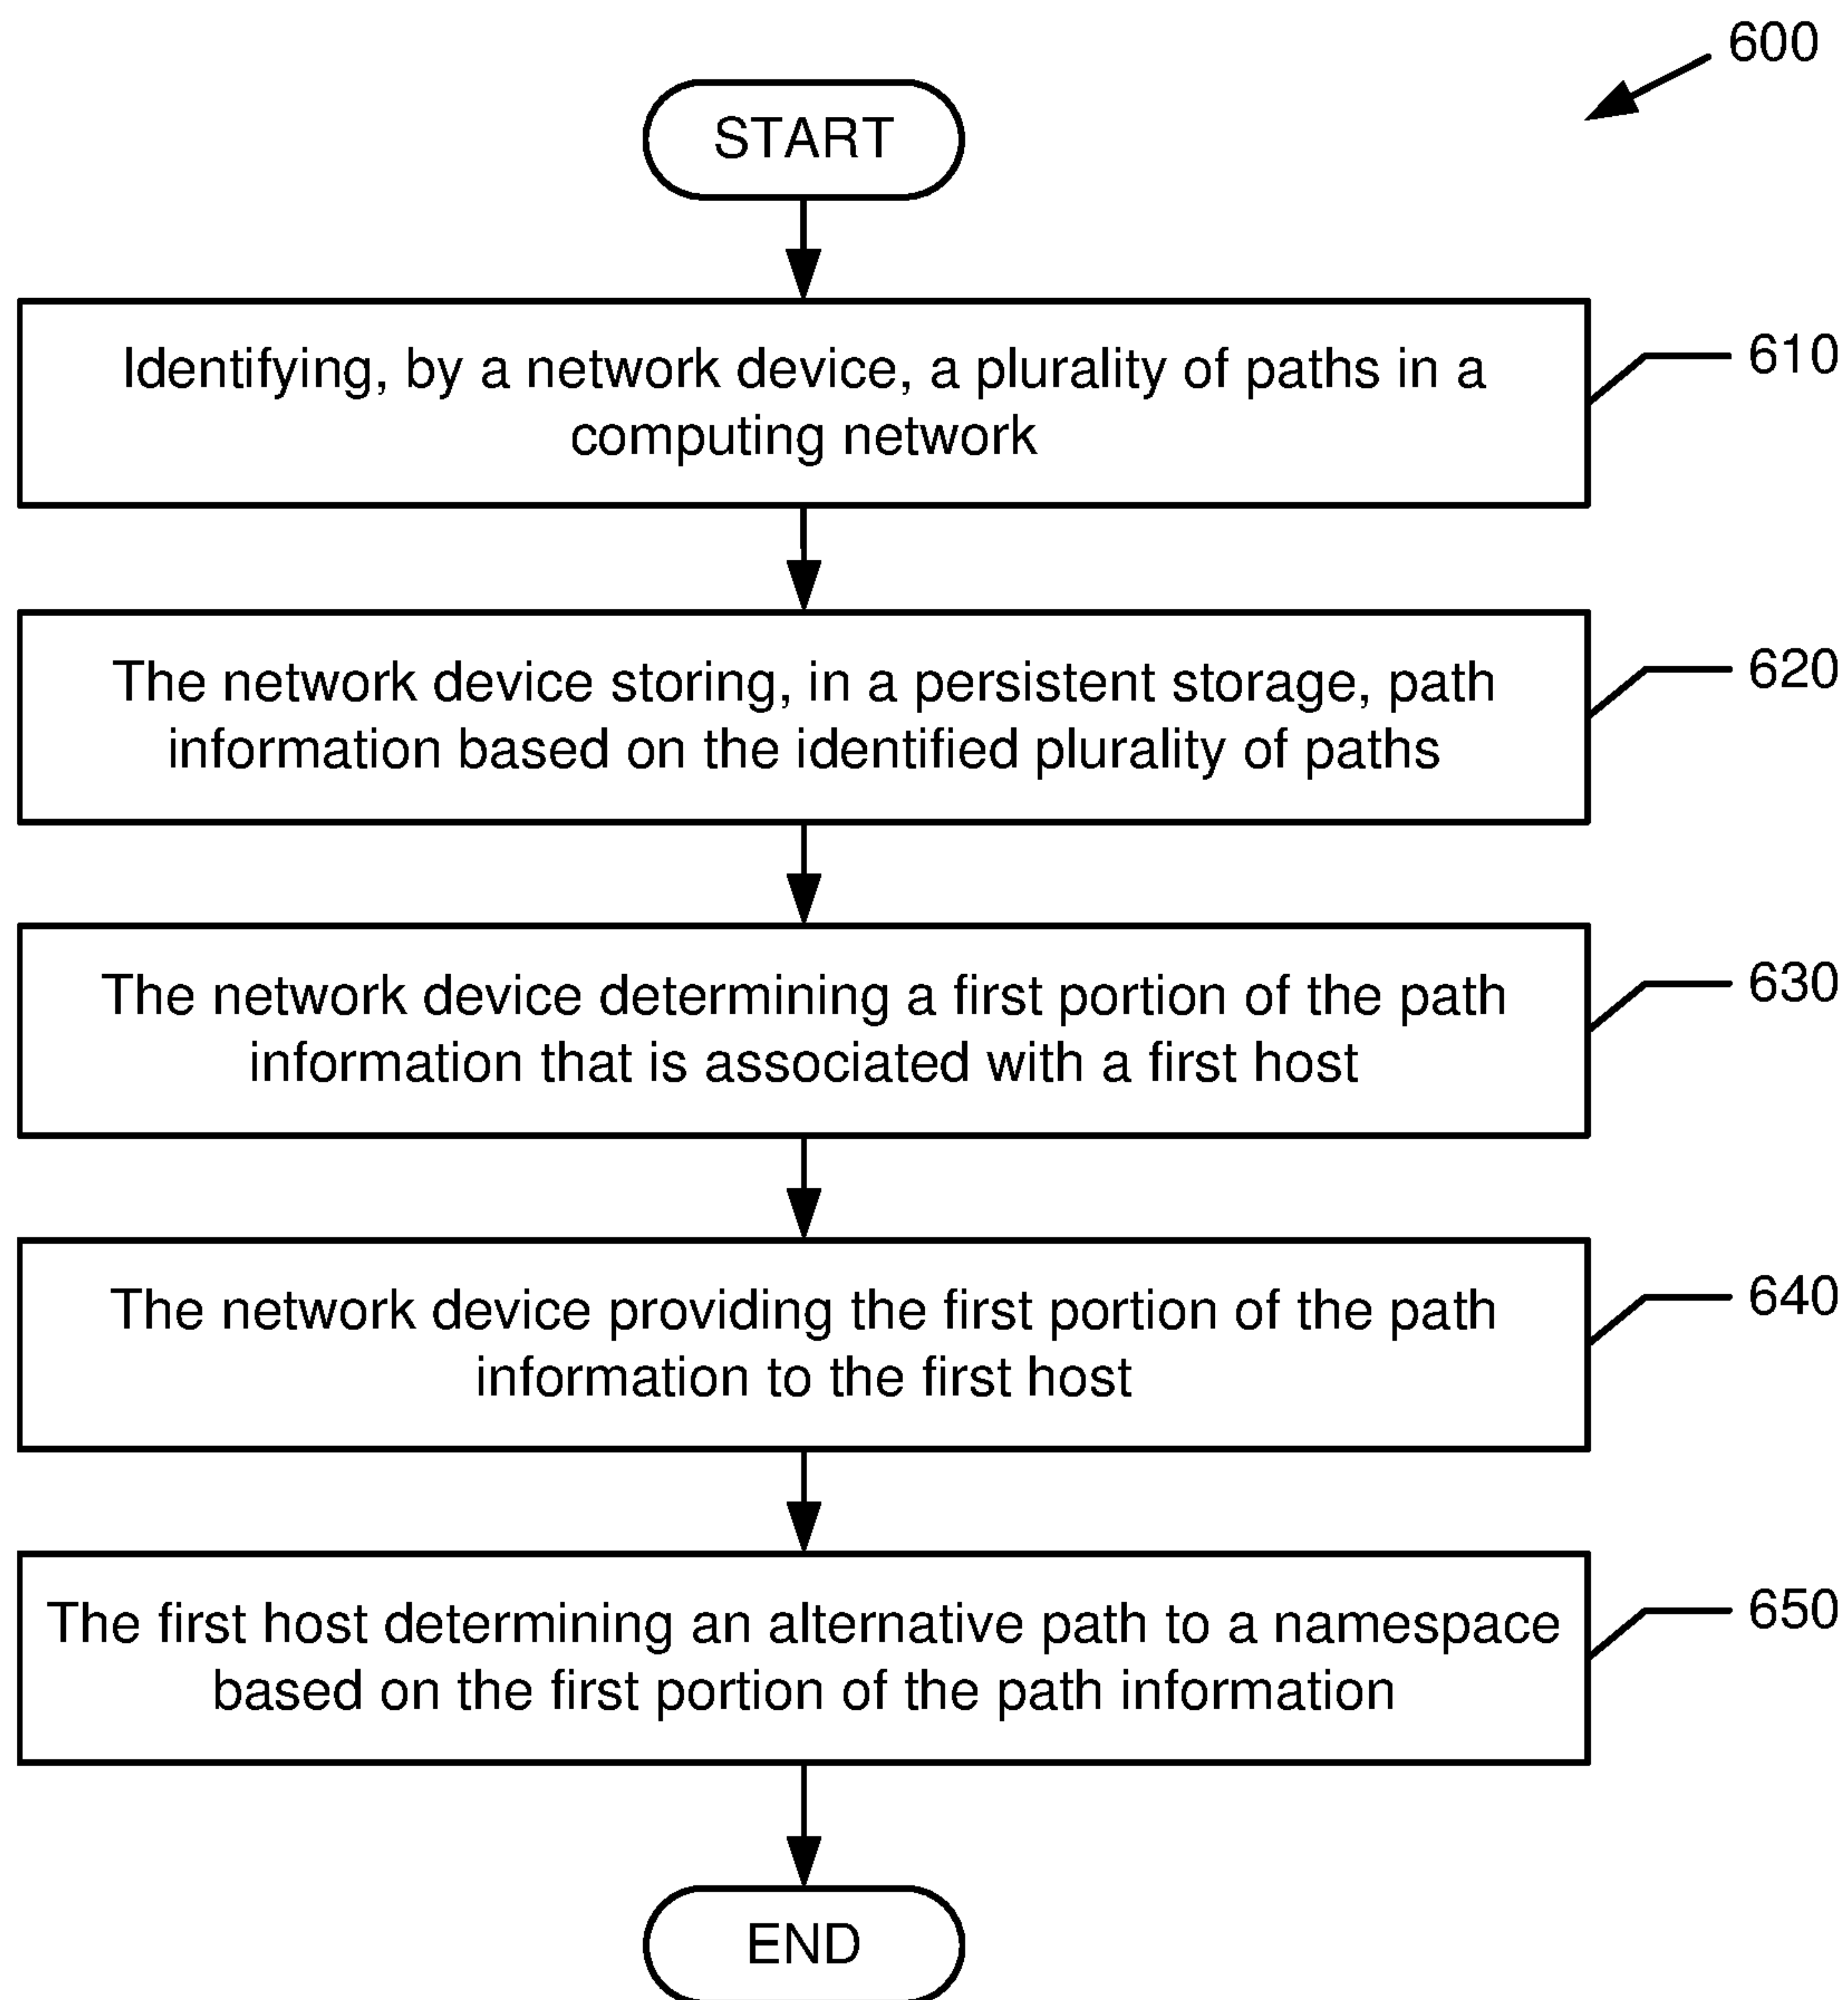 600
START
Identifying, by a network device, a plurality of paths in a
computing network
610
The network device storing, in a persistent storage, path
information based on the identified plurality of paths
620
The network device determining a first portion of the path
information that is associated with a first host
630
The network device providing the first portion of the path
information to the first host
640
The first host determining an alternative path to a namespace
based on the first portion of the path information
650
END